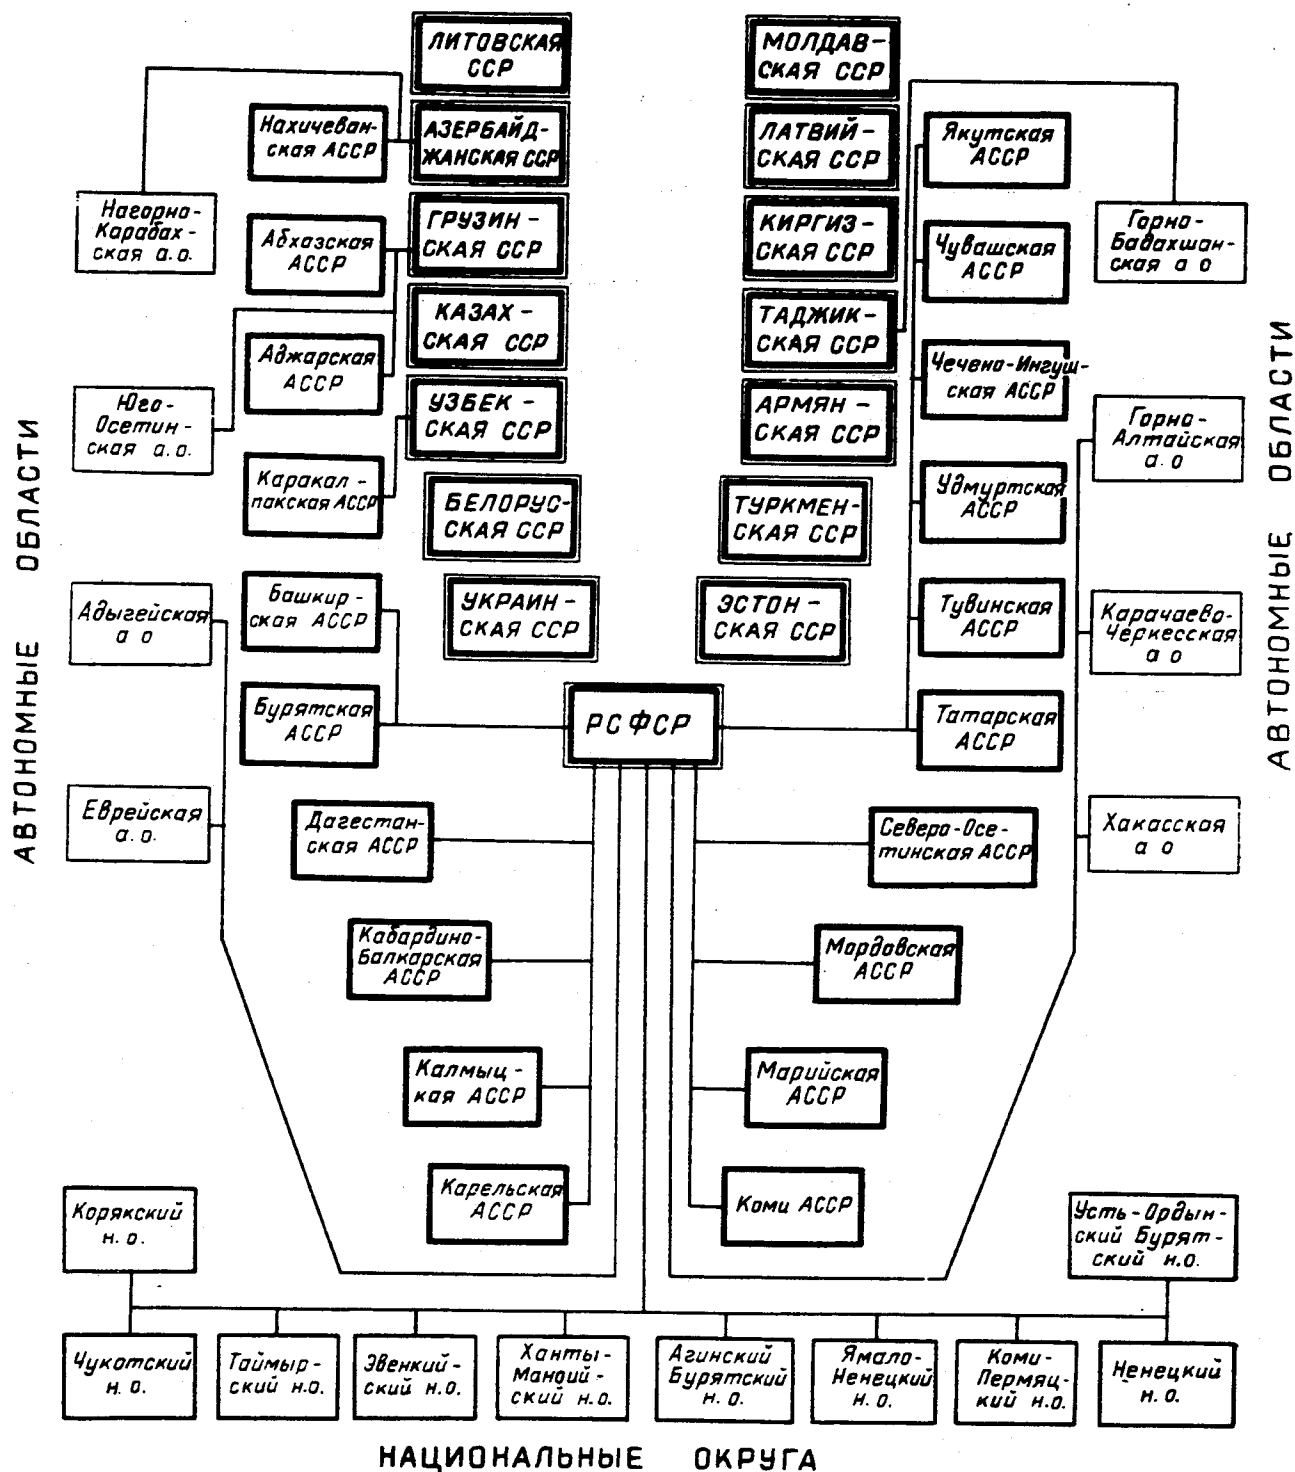 ЛИТОВСКАЯ
ССР
МОЛДАВ-
СКАЯ ССР
Нахичеван-
ская АССР
АЗЕРБАЙД-
ЖАНСКАЯ ССР
ЛАТВИЙ-
СКАЯ ССР
Якутская
АССР
Нагорно-
Карабах-
ская а.о.
Абхазская
АССР
ГРУЗИН-
СКАЯ ССР
КИРГИЗ-
СКАЯ ССР
Чувашская
АССР
Горно-
Бадахшан-
ская а о
Аджарская
АССР
КАЗАХ-
СКАЯ ССР
ТАДЖИК-
СКАЯ ССР
Чечено-Ингуш-
ская АССР
Юго-
Осетин-
ская а.о.
УЗБЕК-
СКАЯ ССР
АРМЯН-
СКАЯ ССР
Горно-
Алтайская
а.о
Каракал-
пакская АССР
БЕЛОРУС-
СКАЯ ССР
ТУРКМЕН-
СКАЯ ССР
Удмуртская
АССР
АВТОНОМНЫЕ ОБЛАСТИ
АВТОНОМНЫЕ ОБЛАСТИ
Адыгейская
а о
Башкир-
ская АССР
УКРАИН-
СКАЯ ССР
ЭСТОН-
СКАЯ ССР
Тувинская
АССР
Карачаево-
Черкесская
а о
Бурятская
АССР
РСФСР
Татарская
АССР
Еврейская
а.о.
Дагестан-
ская АССР
Северо-Осе-
тинская АССР
Хакасская
а о
Кабардино-
Балкарская
АССР
Мордовская
АССР
Калмыц-
кая АССР
Марийская
АССР
Карельская
АССР
Коми АССР
Корякский
н.о.
Усть-Ордын-
ский Бурят-
ский н.о.
Чукотский
н.о.
Таймыр-
ский н.о.
Эвенкий-
ский н.о.
Ханты-
Мансий-
ский н.о.
Агинский
Бурятский
н.о.
Ямало-
Ненецкий
н.о.
Коми-
Пермяц-
кий н.о.
Ненецкий
н.о.
НАЦИОНАЛЬНЫЕ ОКРУГА